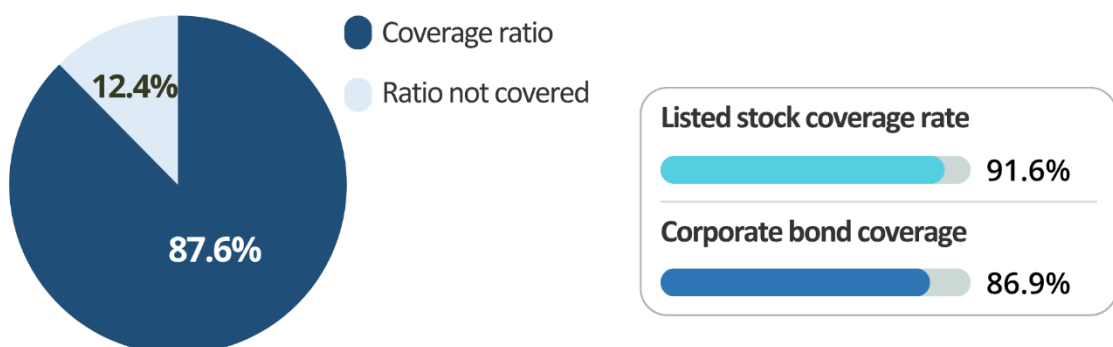 Coverage ratio
Ratio not covered
12.4%
87.6%
Listed stock coverage rate
91.6%
Corporate bond coverage
86.9%